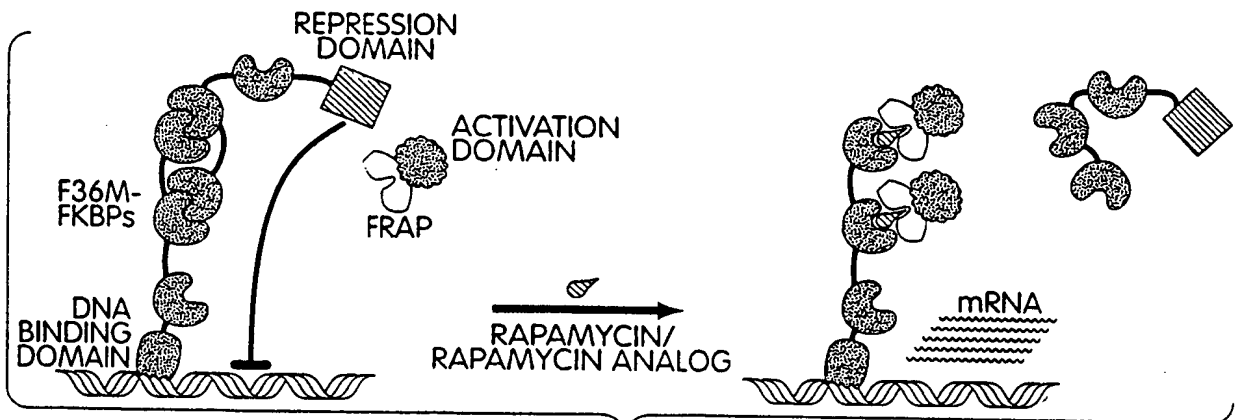 REPRESSION
DOMAIN
ACTIVATION
DOMAIN
F36M-
FKBPs
FRAP
DNA
BINDING
DOMAIN
RAPAMYCIN/
RAPAMYCIN ANALOG
mRNA